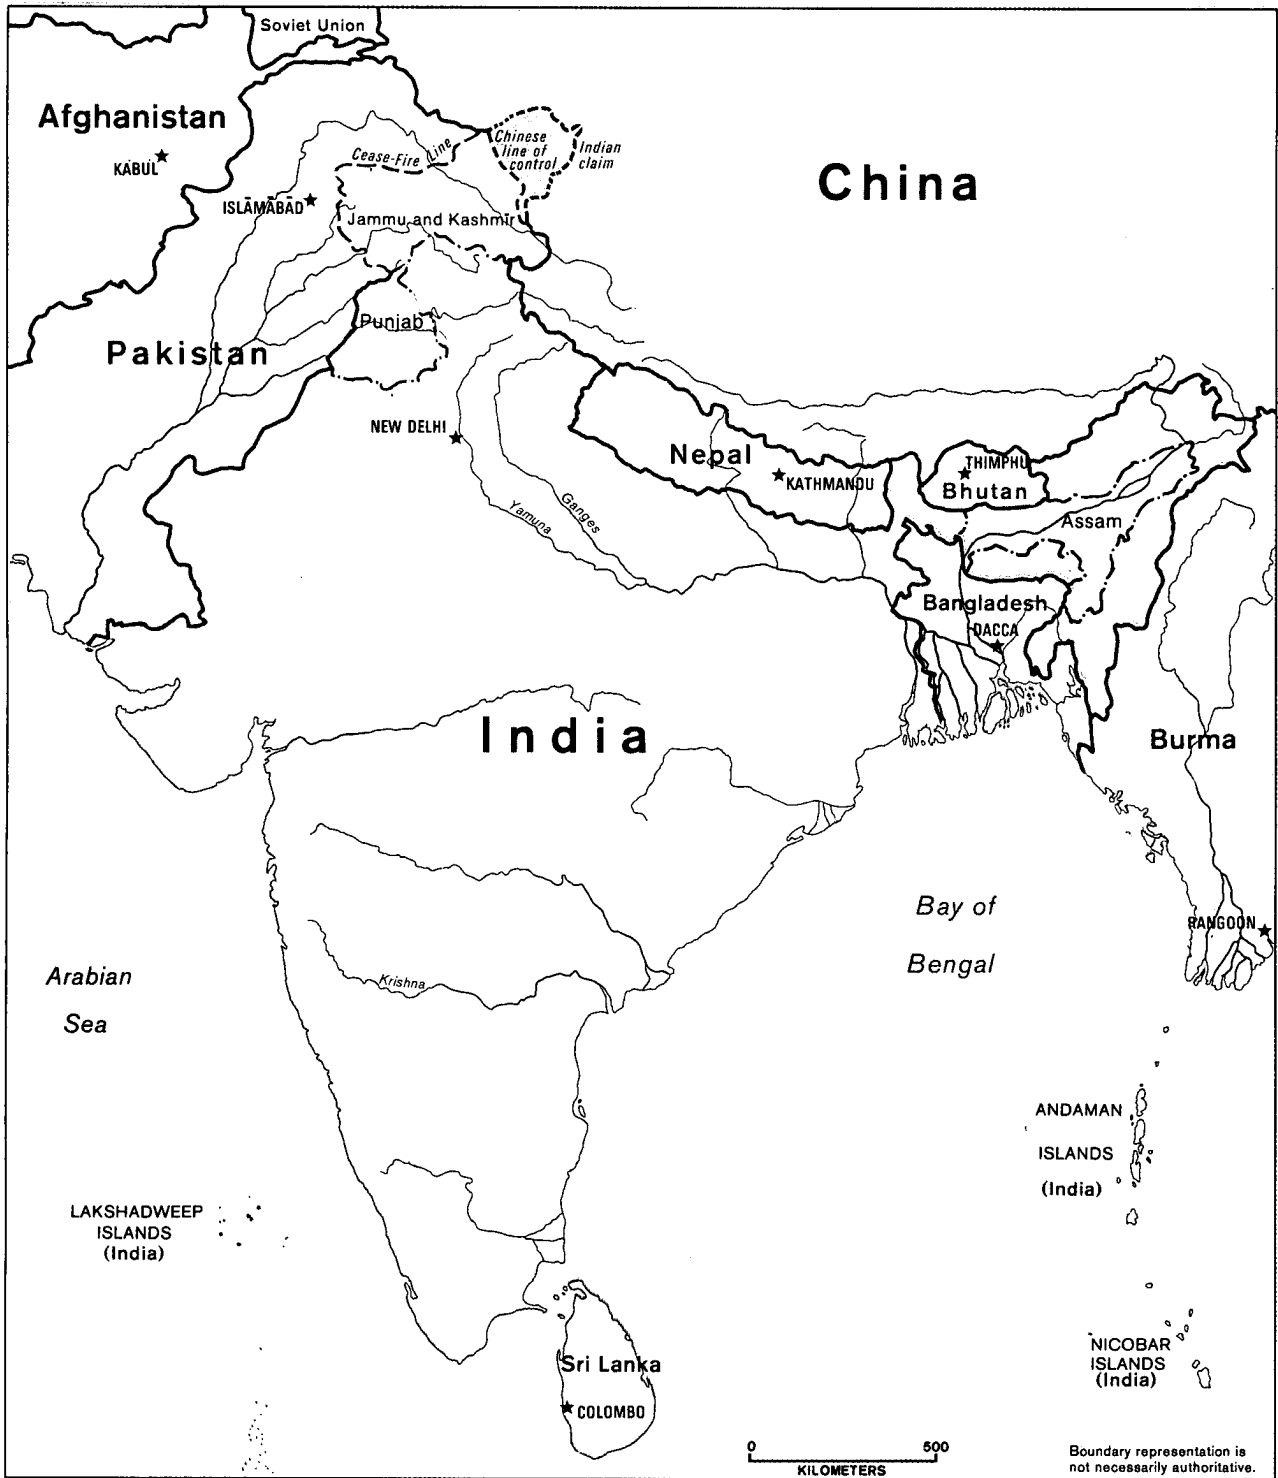 Soviet Union
Afghanistan
KĀBUL
Cease-Fire Line
Chinese
line of
control
Indian
claim
China
ISLĀMĀBĀD
Jammu and Kashmir
Punjab
Pakistan
NEW DELHI
Nepal
KATHMANDU
THIMPHU
Bhutan
Ganges
Yamuna
Assam
Bangladesh
DACCA
India
Burma
Bay of
Bengal
RANGOON
Arabian
Sea
Krishna
ANDAMAN
ISLANDS
(India)
LAKSHADWEEP
ISLANDS
(India)
NICOBAR
ISLANDS
(India)
Sri Lanka
COLOMBO
0 500
KILOMETERS
Boundary representation is
not necessarily authoritative.